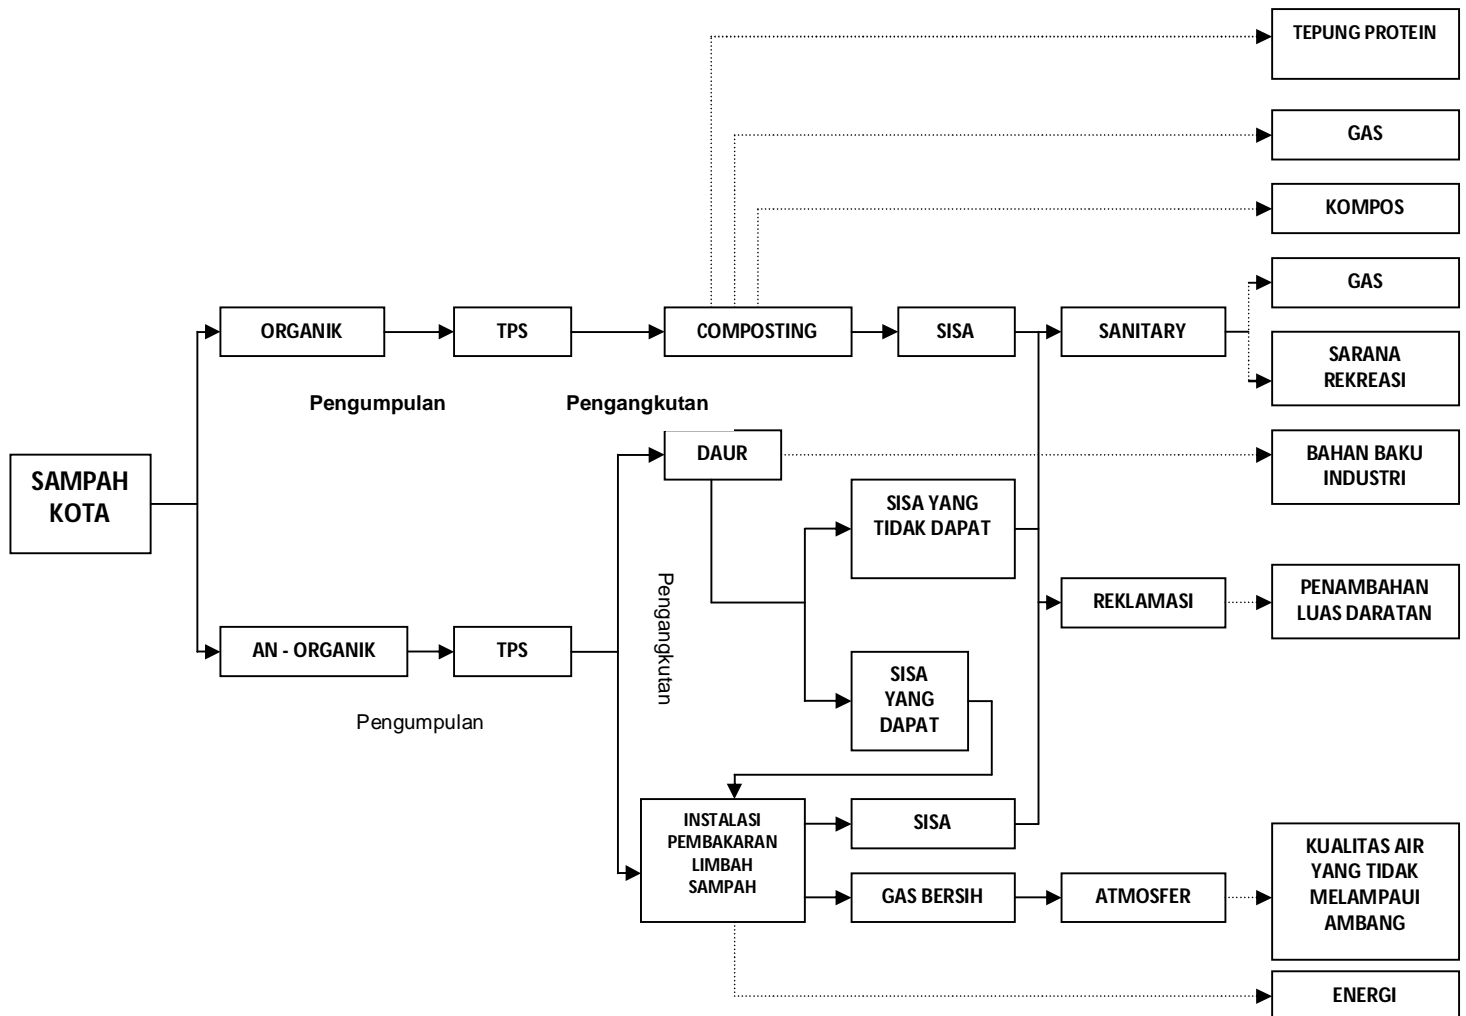 TEPUNG PROTEIN
GAS
KOMPOS
GAS
ORGANIK
TPS
COMPOSTING
SISA
SANITARY
SARANA
REKREASI
Pengumpulan
Pengangkutan
DAUR
BAHAN BAKU
INDUSTRI
SAMPAH
KOTA
SISA YANG
TIDAK DAPAT
Pengangkutan
REKLAMASI
PENAMBAHAN
LUAS DARATAN
AN - ORGANIK
TPS
SISA
YANG
DAPAT
Pengumpulan
INSTALASI
PEMBAKARAN
LIMBAH
SAMPAH
SISA
GAS BERSIH
ATMOSFER
KUALITAS AIR
YANG TIDAK
MELAMPAUI
AMBANG
ENERGI